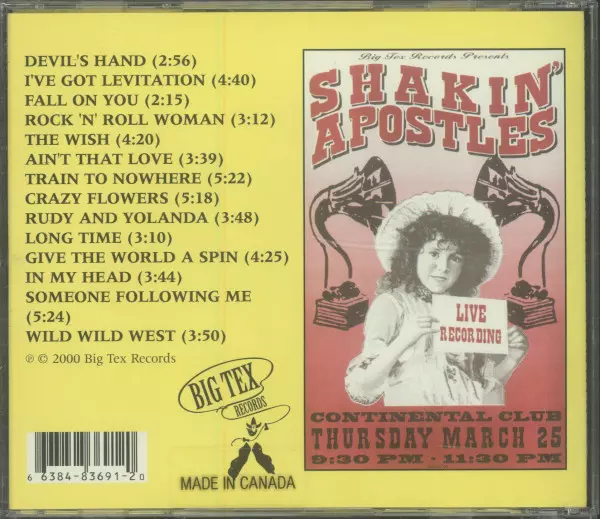 DEVIL'S HAND (2:56)
I'VE GOT LEVITATION (4:40)
FALL ON YOU (2:15)
ROCK 'N' ROLL WOMAN (3:12)
THE WISH (4:20)
AIN'T THAT LOVE (3:39)
TRAIN TO NOWHERE (5:22)
CRAZY FLOWERS (5:18)
RUDY AND YOLANDA (3:48)
LONG TIME (3:10)
GIVE THE WORLD A SPIN (4:25)
IN MY HEAD (3:44)
SOMEONE FOLLOWING ME
(5:24)
WILD WILD WEST (3:50)
℗ © 2000 Big Tex Records
BIG TEX
RECORDS
MADE IN CANADA
6 6384-83691-2 0
Big Tex Records Presents
SHAKIN'
APOSTLES
LIVE
RECORDING
CONTINENTAL CLUB
THURSDAY MARCH 25
9:30 PM - 11:30 PM